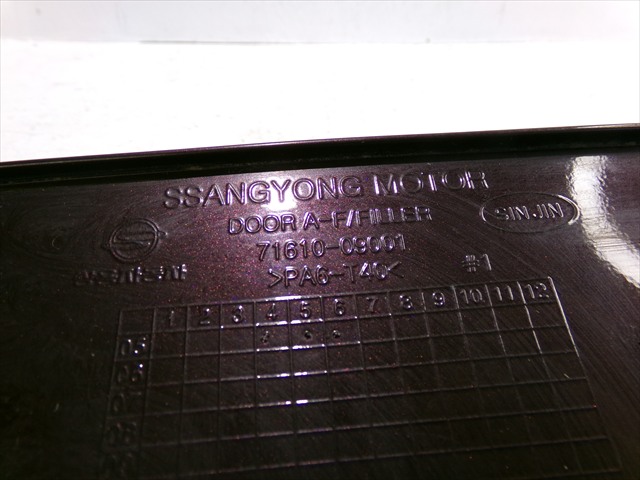 SSANGYONG MOTOR
DOOR A-F/FILLER
SINJIN
71610-09001
>PA6-T40<
#1
1 2 3 4 5 6 7 8 9 10 11 12
05